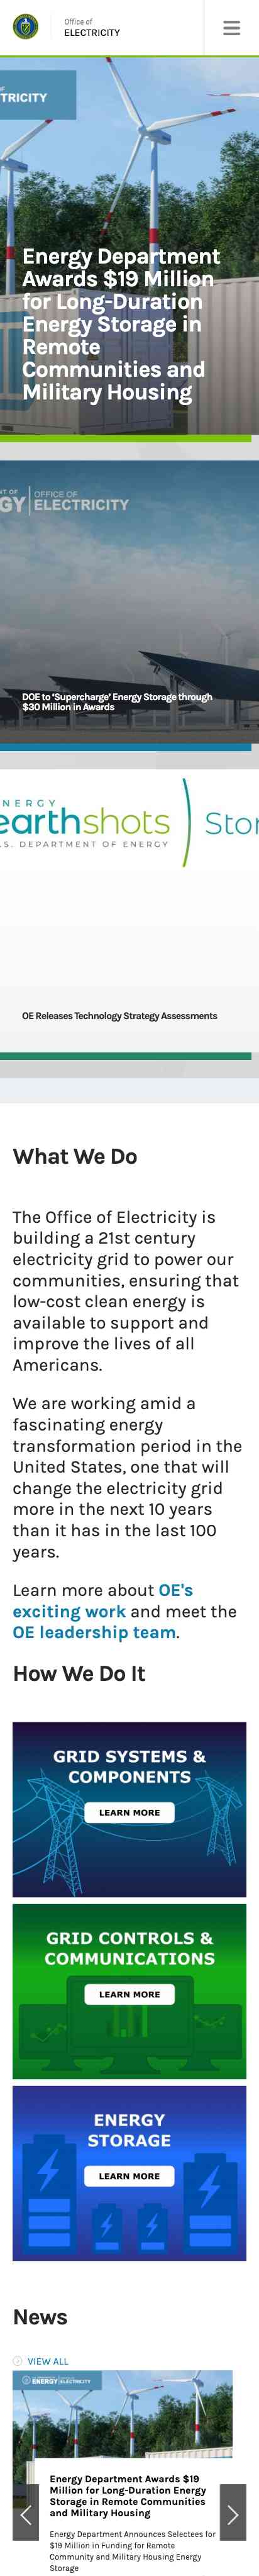 Office of
ELECTRICITY
TRICITY
Energy Department
Awards $19 Million
for Long-Duration
Energy Storage in
Remote
Communities and
Military Housing
NT OF
GY
OFFICE OF
ELECTRICITY
DOE to 'Supercharge' Energy Storage through
$30 Million in Awards
NERGY
earthshots
Stor
.S. DEPARTMENT OF ENERGY
OE Releases Technology Strategy Assessments
What We Do
The Office of Electricity is
building a 21st century
electricity grid to power our
communities, ensuring that
low-cost clean energy is
available to support and
improve the lives of all
Americans.
We are working amid a
fascinating energy
transformation period in the
United States, one that will
change the electricity grid
more in the next 10 years
than it has in the last 100
years.
Learn more about OE's
exciting work and meet the
OE leadership team.
How We Do It
GRID SYSTEMS &
COMPONENTS
LEARN MORE
GRID CONTROLS &
COMMUNICATIONS
LEARN MORE
ENERGY
STORAGE
LEARN MORE
News
VIEW ALL
ENERGY
ELECTRICITY
Energy Department Awards $19
Million for Long-Duration Energy
Storage in Remote Communities
and Military Housing
Energy Department Announces Selectees for
$19 Million in Funding for Remote
Community and Military Housing Energy
Storage